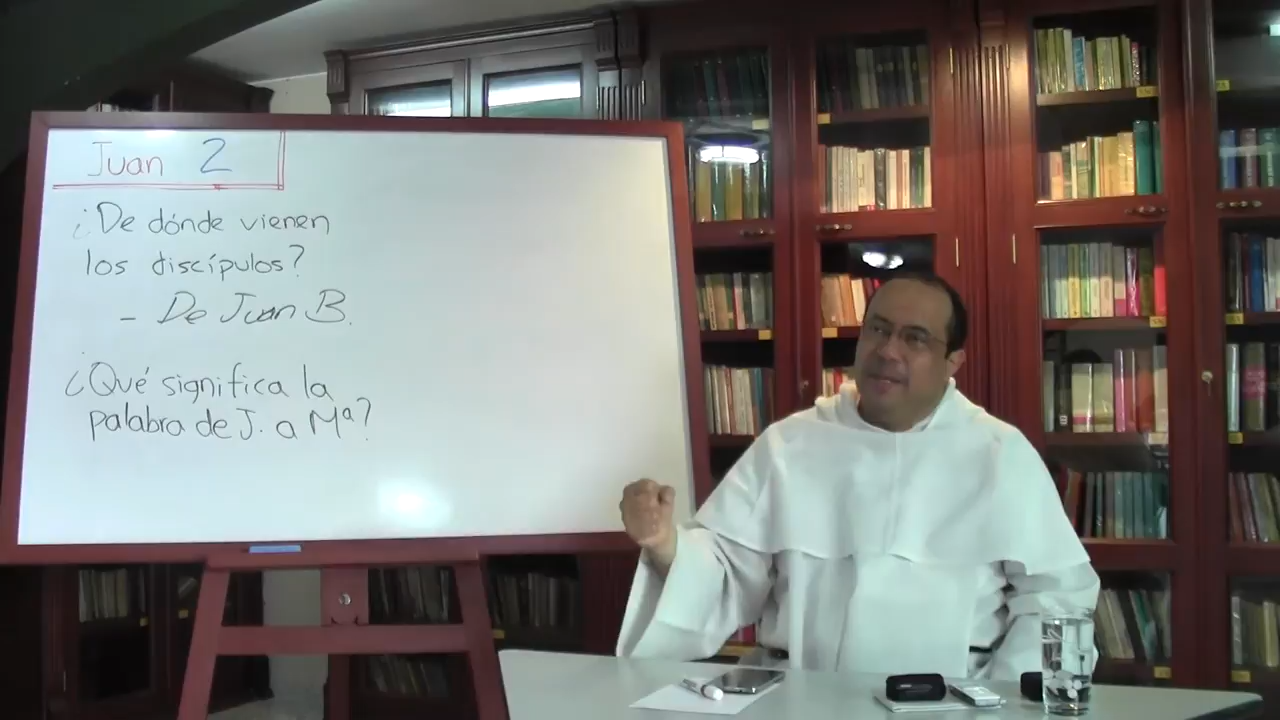 Juan 2
¿De dónde vienen
los discípulos?
- De Juan B.
¿Qué significa la
palabra de J. a Mª?